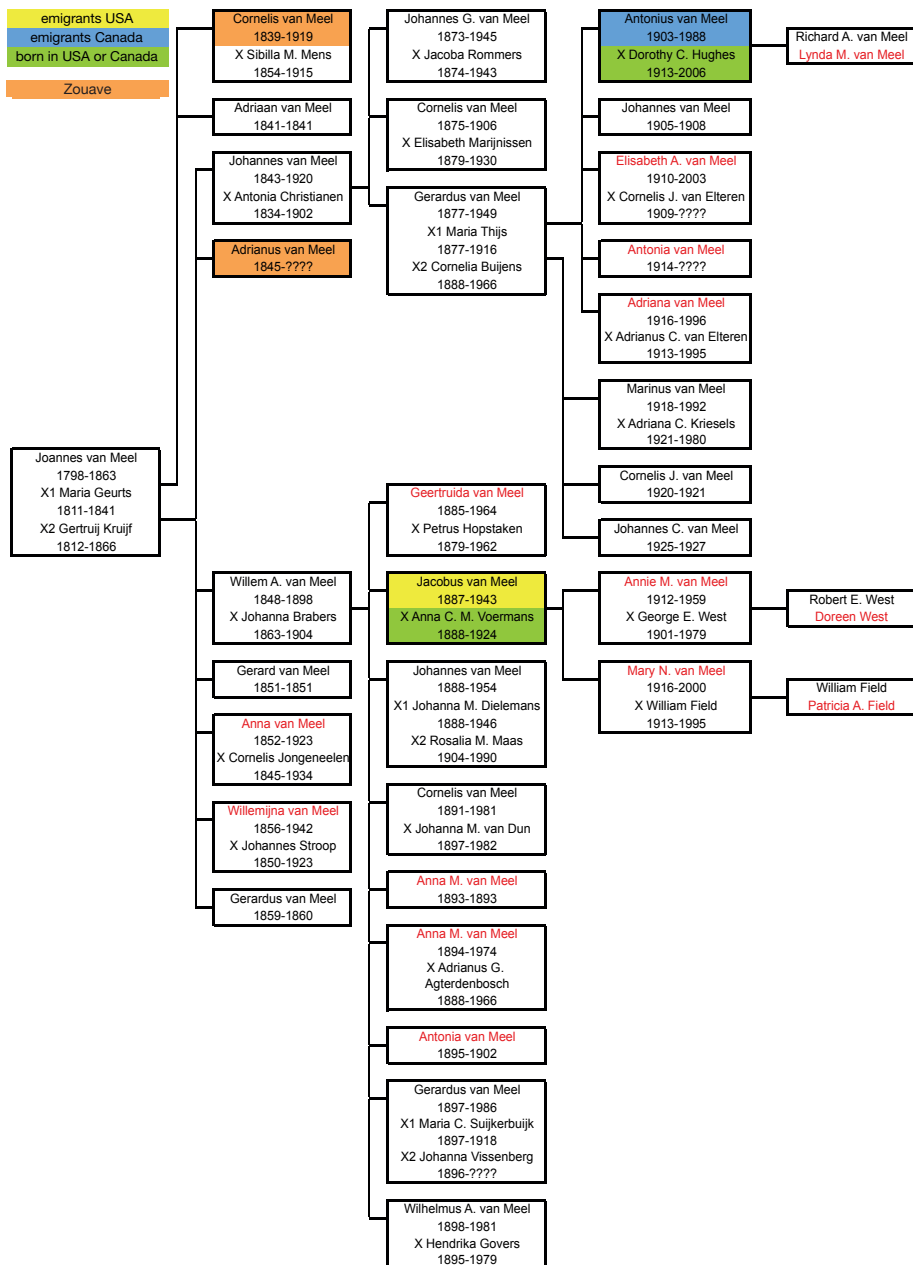 emigrants USA
emigrants Canada
born in USA or Canada
Zouave
Joannes van Meel
1798-1863
X1 Maria Geurts
1811-1841
X2 Gertruij Kruijf
1812-1866
Cornelis van Meel
1839-1919
X Sibilla M. Mens
1854-1915
Adriaan van Meel
1841-1841
Johannes van Meel
1843-1920
X Antonia Christianen
1834-1902
Adrianus van Meel
1845-????
Willem A. van Meel
1848-1898
X Johanna Brabers
1863-1904
Gerard van Meel
1851-1851
Anna van Meel
1852-1923
X Cornelis Jongeneelen
1845-1934
Willemijna van Meel
1856-1942
X Johannes Stroop
1850-1923
Gerardus van Meel
1859-1860
Johannes G. van Meel
1873-1945
X Jacoba Rommers
1874-1943
Cornelis van Meel
1875-1906
X Elisabeth Marijnissen
1879-1930
Gerardus van Meel
1877-1949
X1 Maria Thijs
1877-1916
X2 Cornelia Buijens
1888-1966
Geertruida van Meel
1885-1964
X Petrus Hopstaken
1879-1962
Jacobus van Meel
1887-1943
X Anna C. M. Voermans
1888-1924
Johannes van Meel
1888-1954
X1 Johanna M. Dielemans
1888-1946
X2 Rosalia M. Maas
1904-1990
Cornelis van Meel
1891-1981
X Johanna M. van Dun
1897-1982
Anna M. van Meel
1893-1893
Anna M. van Meel
1894-1974
X Adrianus G.
Agterdenbosch
1888-1966
Antonia van Meel
1895-1902
Gerardus van Meel
1897-1986
X1 Maria C. Suijkerbuijk
1897-1918
X2 Johanna Vissenberg
1896-????
Wilhelmus A. van Meel
1898-1981
X Hendrika Govers
1895-1979
Antonius van Meel
1903-1988
X Dorothy C. Hughes
1913-2006
Johannes van Meel
1905-1908
Elisabeth A. van Meel
1910-2003
X Cornelis J. van Elteren
1909-????
Antonia van Meel
1914-????
Adriana van Meel
1916-1996
X Adrianus C. van Elteren
1913-1995
Marinus van Meel
1918-1992
X Adriana C. Kriesels
1921-1980
Cornelis J. van Meel
1920-1921
Johannes C. van Meel
1925-1927
Annie M. van Meel
1912-1959
X George E. West
1901-1979
Mary N. van Meel
1916-2000
X William Field
1913-1995
Richard A. van Meel
Lynda M. van Meel
Robert E. West
Doreen West
William Field
Patricia A. Field